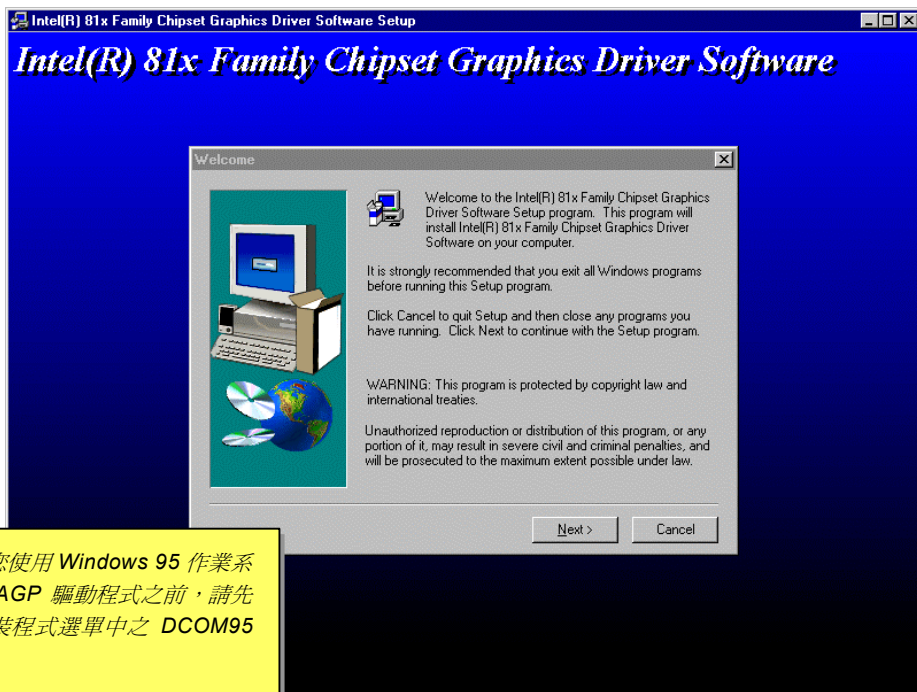 Intel(R) 81x Family Chipset Graphics Driver Software Setup
Intel(R) 81x Family Chipset Graphics Driver Software
Welcome
Welcome to the Intel(R) 81x Family Chipset Graphics
Driver Software Setup program. This program will
install Intel(R) 81x Family Chipset Graphics Driver
Software on your computer.
It is strongly recommended that you exit all Windows programs
before running this Setup program.
Click Cancel to quit Setup and then close any programs you
have running. Click Next to continue with the Setup program.
WARNING: This program is protected by copyright law and
international treaties.
Unauthorized reproduction or distribution of this program, or any
portion of it, may result in severe civil and criminal penalties, and
will be prosecuted to the maximum extent possible under law.
Next >
Cancel
您使用 Windows 95 作業系
AGP 驅動程式之前，請先
裝程式選單中之 DCOM95